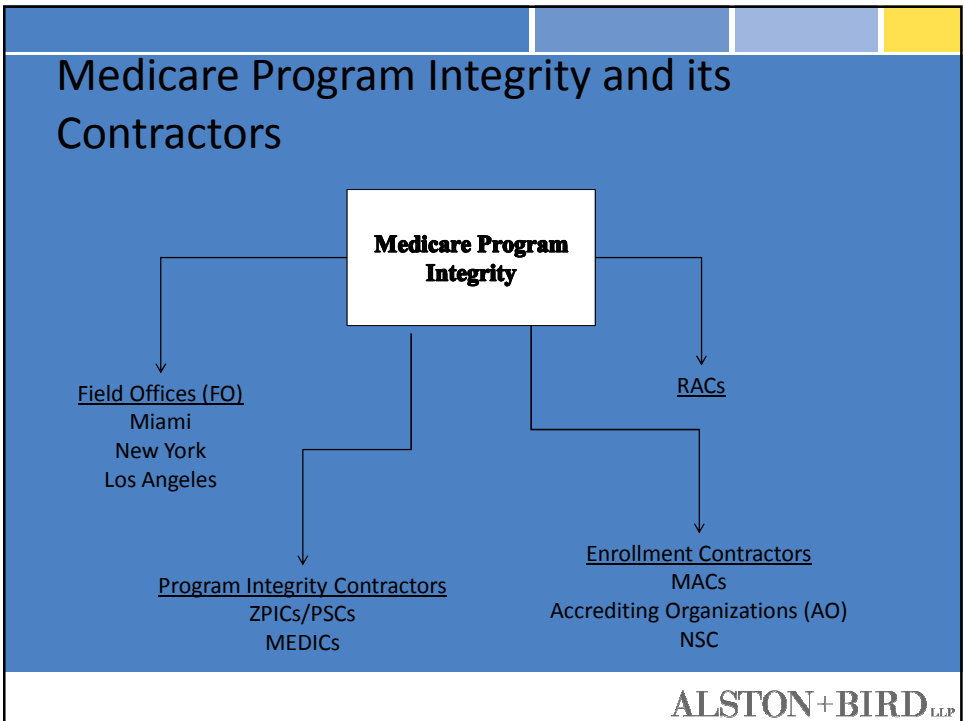 Medicare Program Integrity and its
Contractors
Medicare Program
Integrity
Field Offices (FO)
Miami
New York
Los Angeles
RACs
Program Integrity Contractors
ZPICs/PSCs
MEDICs
Enrollment Contractors
MACs
Accrediting Organizations (AO)
NSC
ALSTON+BIRD LLP